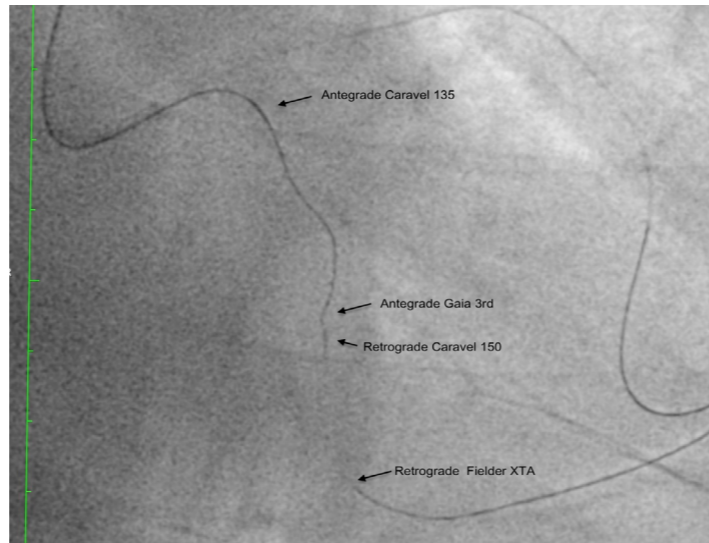 Antegrade Caravel 135
Antegrade Gaia 3rd
Retrograde Caravel 150
Retrograde Fielder XTA